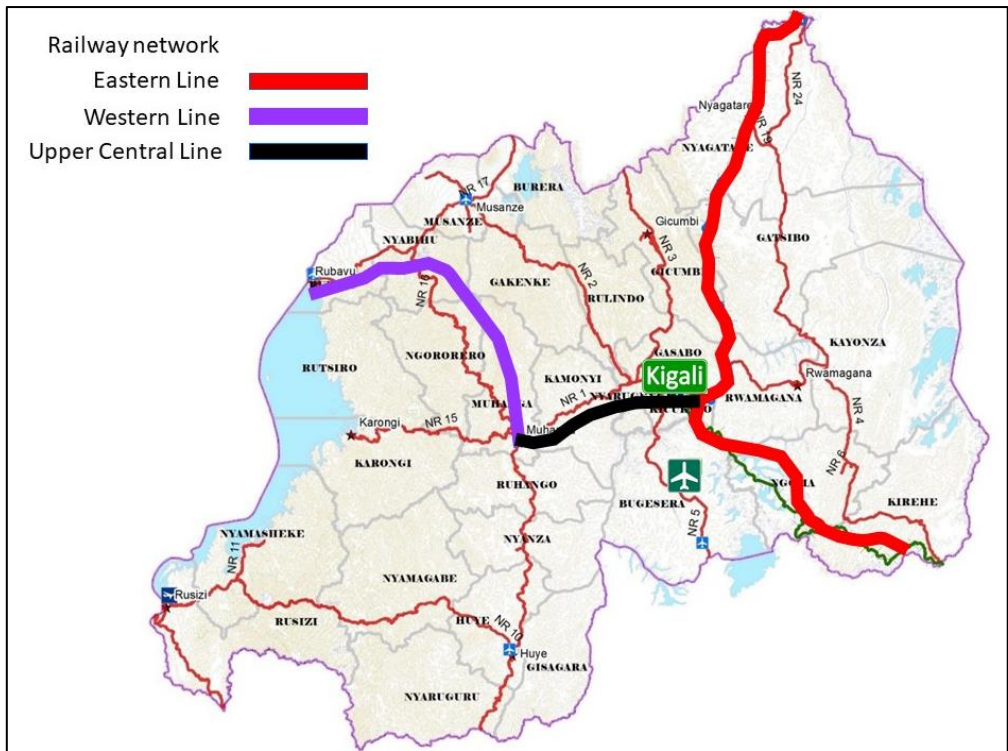 Railway network
Eastern Line
Western Line
Upper Central Line
NR 24
Nyagatare
NR 19
NYAGATARE
NR 17
BURERA
Musanze
MUSANZE
Gicumbi
GATSIBO
NYABIHU
NR 3
GICUMBI
Rubavu
NR 16
GAKENKE
NR 2
RULINDO
KAYONZA
NGORORERO
GASABO
RUTSIRO
KAMONYI
Kigali
Rwamagana
NR 1
RWAMAGANA
MUHANGA
NR 4
Karongi
NR 15
KARONGI
NR 6
NGOMA
RUHANGO
BUGESERA
KIREHE
NR 5
NYAMASHEKE
NYANZA
NR 11
NYAMAGABE
Rusizi
RUSIZI
HUYE
NR 10
Huye
GISAGARA
NYARUGURU